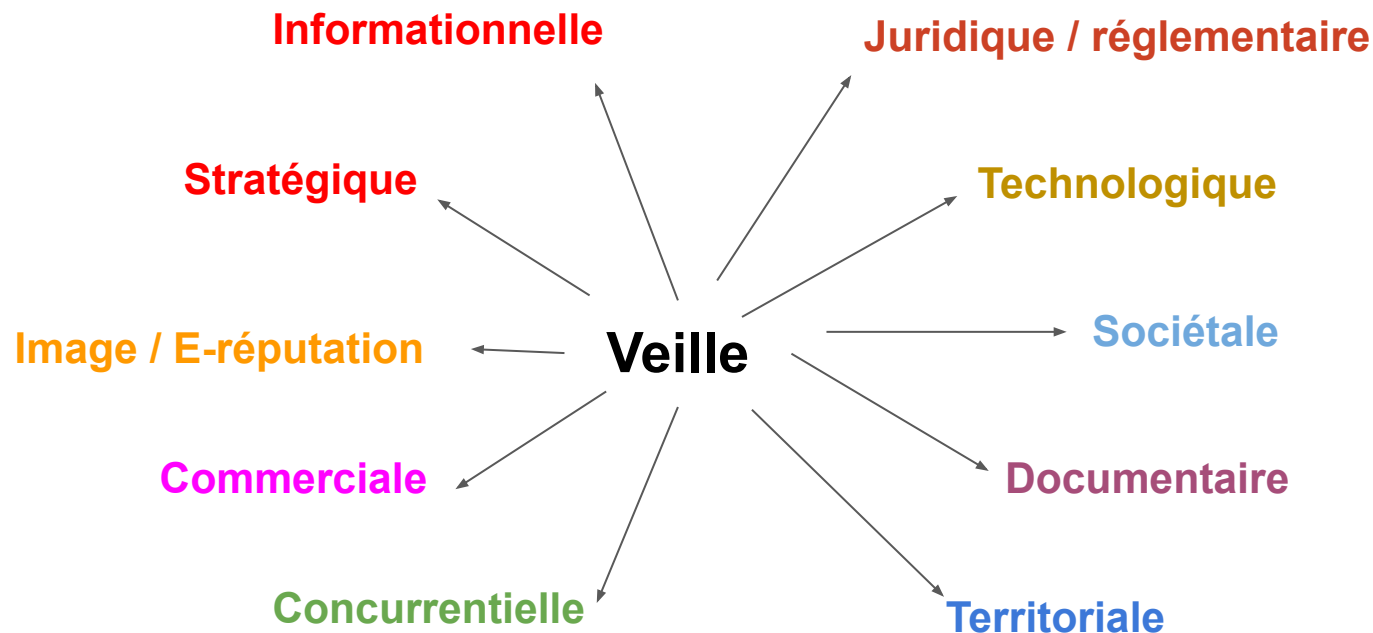 Informationnelle
Juridique / réglementaire
Stratégique
Technologique
Image / E-réputation
Veille
Sociétale
Commerciale
Documentaire
Concurrentielle
Territoriale